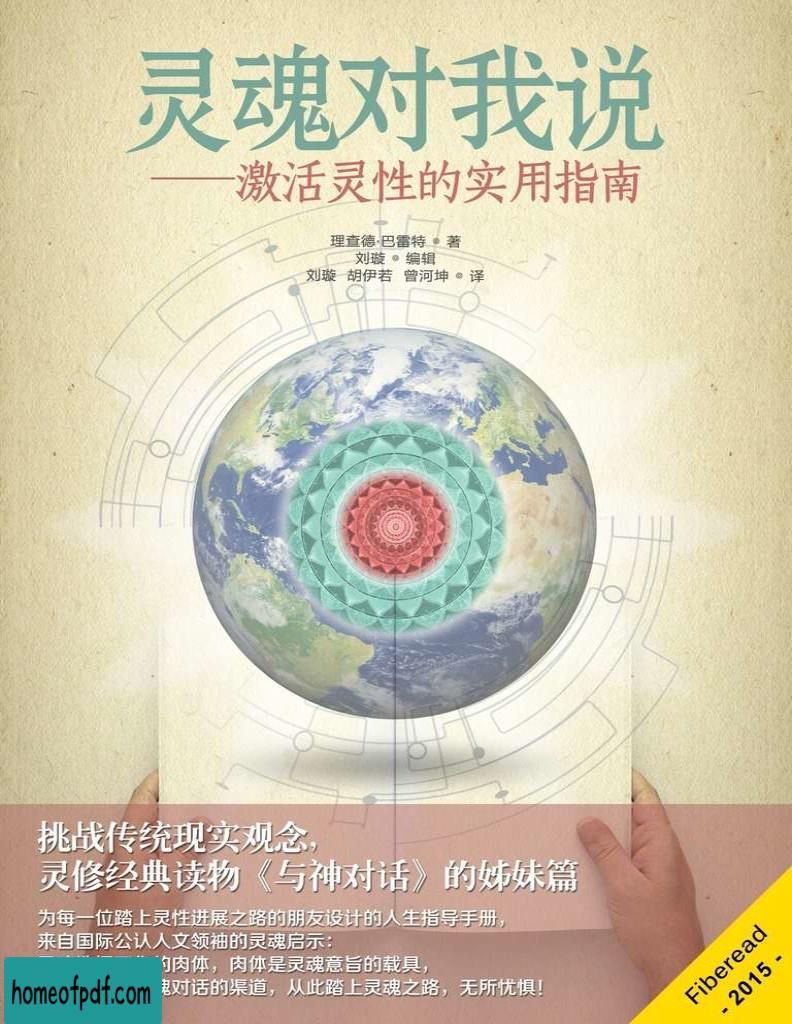 灵魂对我说
——激活灵性的实用指南
理查德·巴雷特 ◎ 著
刘璇 ◎ 编辑
刘璇 胡伊若 曾河坤 ◎ 译
挑战传统现实观念，
灵修经典读物《与神对话》的姊妹篇
为每一位踏上灵性进展之路的朋友设计的人生指导手册，
来自国际公认人文领袖的灵魂启示：
的肉体，肉体是灵魂意旨的载具，
魂对话的渠道，从此踏上灵魂之路，无所忧惧！
homeofpdf.com
Fiberead
- 2015 -